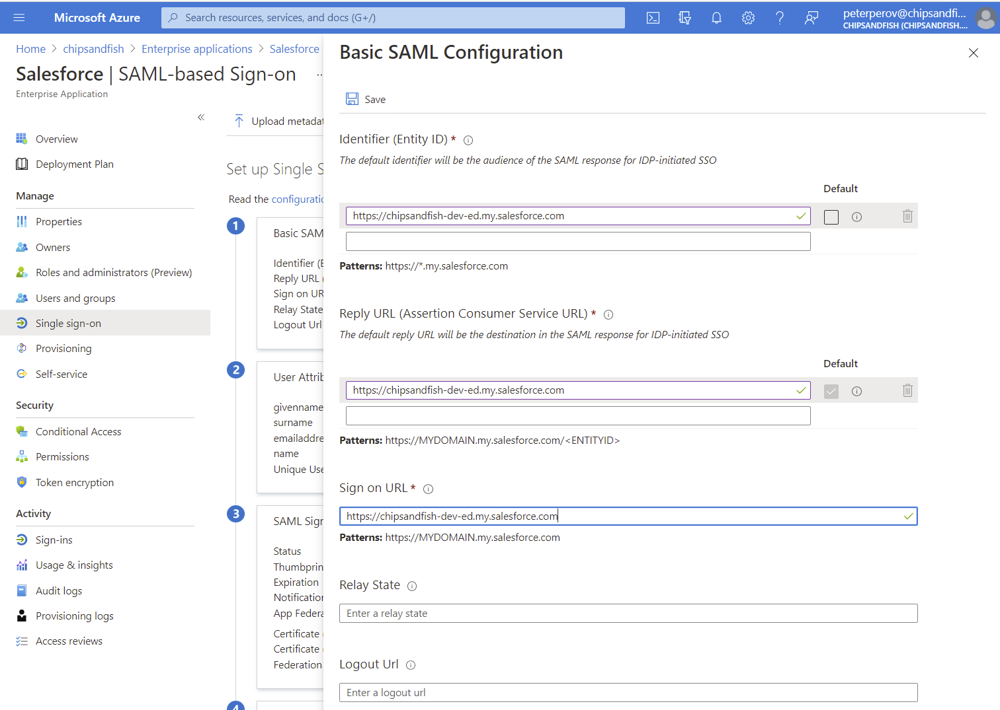 Microsoft Azure
Search resources, services, and docs (G+/)
peterperov@chipsandfi...
CHIPSANDFISH (CHIPSANDFISH....
Home > chipsandfish > Enterprise applications > Salesforce
Salesforce | SAML-based Sign-on ...
Enterprise Application
«
Overview
Deployment Plan
Manage
Properties
Owners
Roles and administrators (Preview)
Users and groups
Single sign-on
Provisioning
Self-service
Security
Conditional Access
Permissions
Token encryption
Activity
Sign-ins
Usage & insights
Audit logs
Provisioning logs
Access reviews
Upload metadat
Set up Single S
Read the configuratio
1
Basic SAM
Identifier (E
Reply URL (
Sign on UR
Relay State
Logout Url
2
User Attrib
givenname
surname
emailaddre
name
Unique Use
3
SAML Sign
Status
Thumbprin
Expiration
Notification
App Federa
Certificate (
Certificate (
Federation
4
Basic SAML Configuration
Save
Identifier (Entity ID) *
The default identifier will be the audience of the SAML response for IDP-initiated SSO
Default
https://chipsandfish-dev-ed.my.salesforce.com
Patterns: https://*.my.salesforce.com
Reply URL (Assertion Consumer Service URL) *
The default reply URL will be the destination in the SAML response for IDP-initiated SSO
Default
https://chipsandfish-dev-ed.my.salesforce.com
Patterns: https://MYDOMAIN.my.salesforce.com/<ENTITYID>
Sign on URL *
https://chipsandfish-dev-ed.my.salesforce.com
Patterns: https://MYDOMAIN.my.salesforce.com
Relay State
Enter a relay state
Logout Url
Enter a logout url